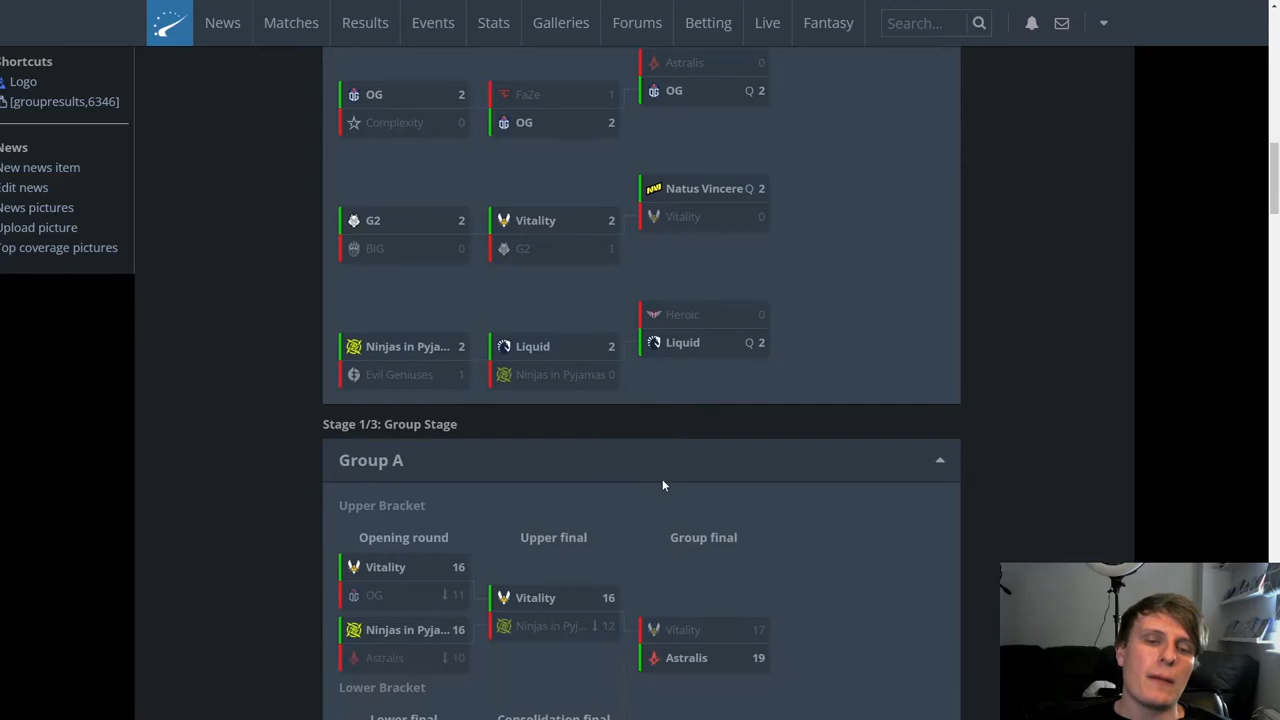 News Matches Results Events Stats Galleries Forums Betting Live Fantasy Search...
Shortcuts
Logo
[groupresults,6346]
News
New news item
Edit news
News pictures
Upload picture
Top coverage pictures
Astralis 0
OG Q 2
OG 2
Complexity 0
FaZe 1
OG 2
Natus Vincere Q 2
Vitality 0
G2 2
BIG 0
Vitality 2
G2 1
Heroic 0
Liquid Q 2
Ninjas in Pyja... 2
Evil Geniuses 1
Liquid 2
Ninjas in Pyjamas 0
Stage 1/3: Group Stage
Group A
Upper Bracket
Opening round Upper final Group final
Vitality 16
OG ↓ 11
Ninjas in Pyja... 16
Astralis ↓ 10
Vitality 16
Ninjas in Pyj... ↓ 12
Vitality 17
Astralis 19
Lower Bracket
Lower final Consolidation final